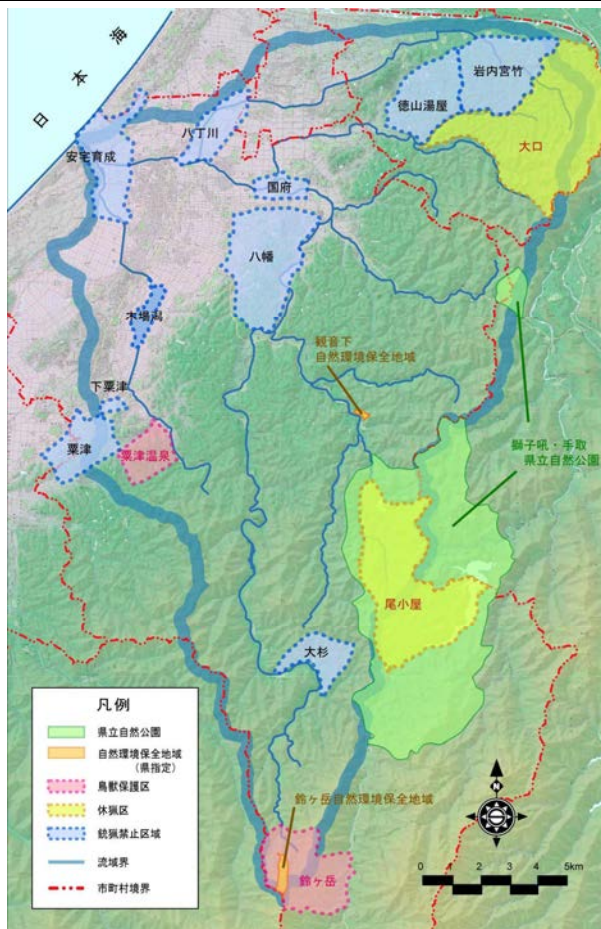 日本海
岩内宮竹
徳山湯屋
大口
八丁川
安宅育成
国府
八幡
木場潟
観音下
自然環境保全地域
下粟津
粟津
粟津温泉
獅子吼・手取
県立自然公園
尾小屋
大杉
凡例
県立自然公園
自然環境保全地域
(県指定)
鳥獣保護区
休猟区
銃猟禁止区域
流域界
市町村境界
鈴ヶ岳自然環境保全地域
鈴ヶ岳
N
0 1 2 3 4 5km